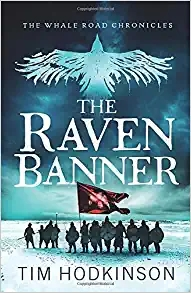 THE WHALE ROAD CHRONICLES
THE
RAVEN
BANNER
TIM HODKINSON